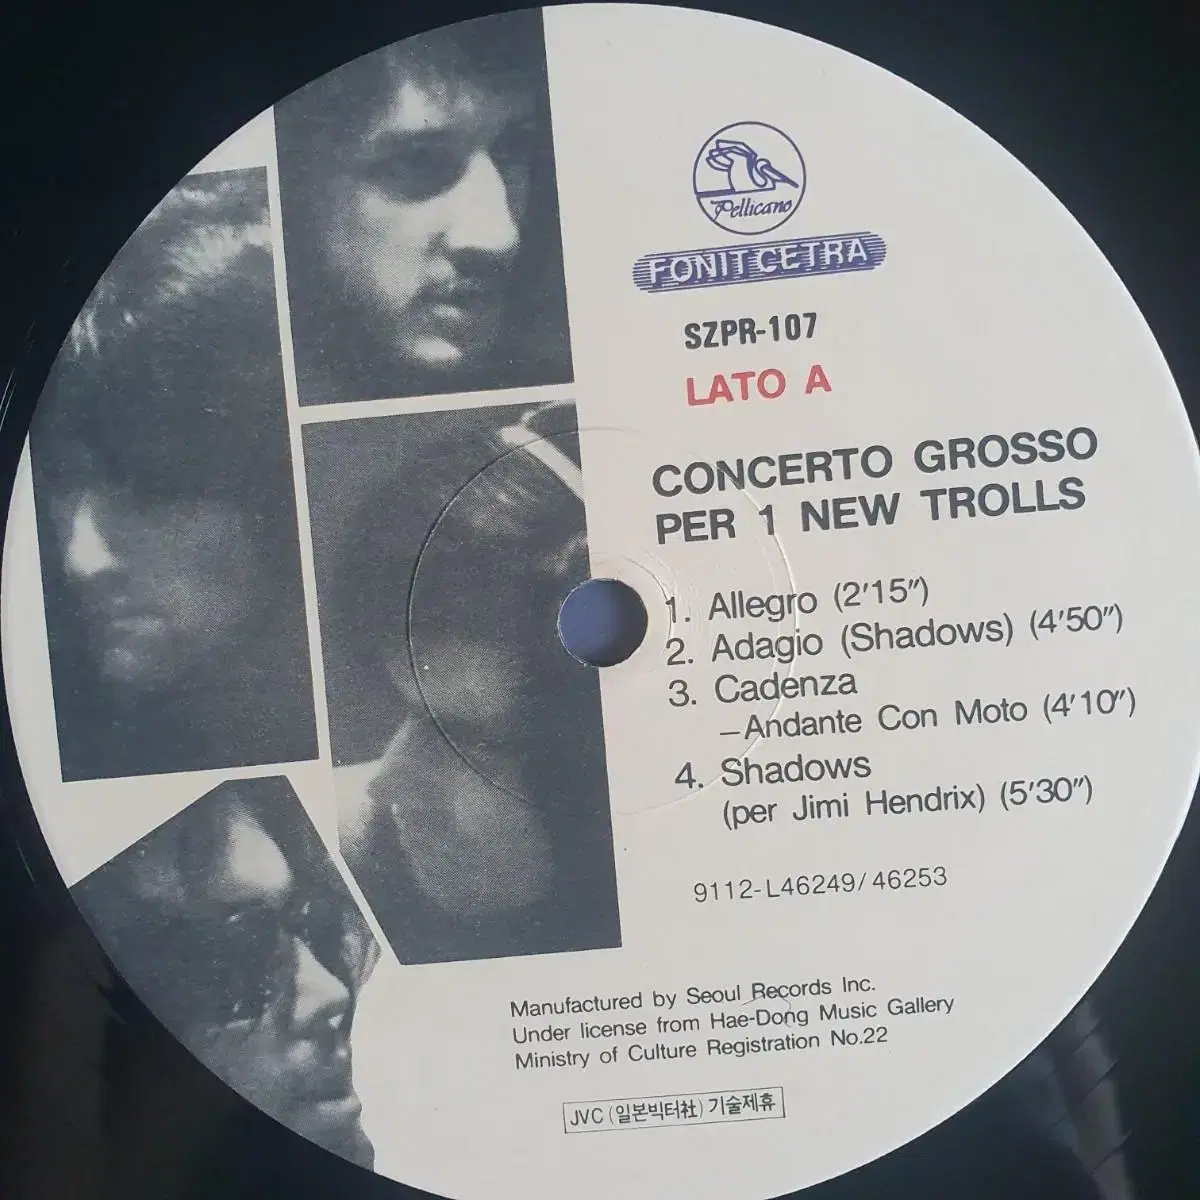 Pellicano
FONIT CETRA
SZPR-107
LATO A
CONCERTO GROSSO
PER 1 NEW TROLLS
1. Allegro (2′15″)
2. Adagio (Shadows) (4′50″)
3. Cadenza
–Andante Con Moto (4′10″)
4. Shadows
(per Jimi Hendrix) (5′30″)
9112-L46249/46253
Manufactured by Seoul Records Inc.
Under license from Hae-Dong Music Gallery
Ministry of Culture Registration No.22
JVC (일본빅터社) 기술제휴